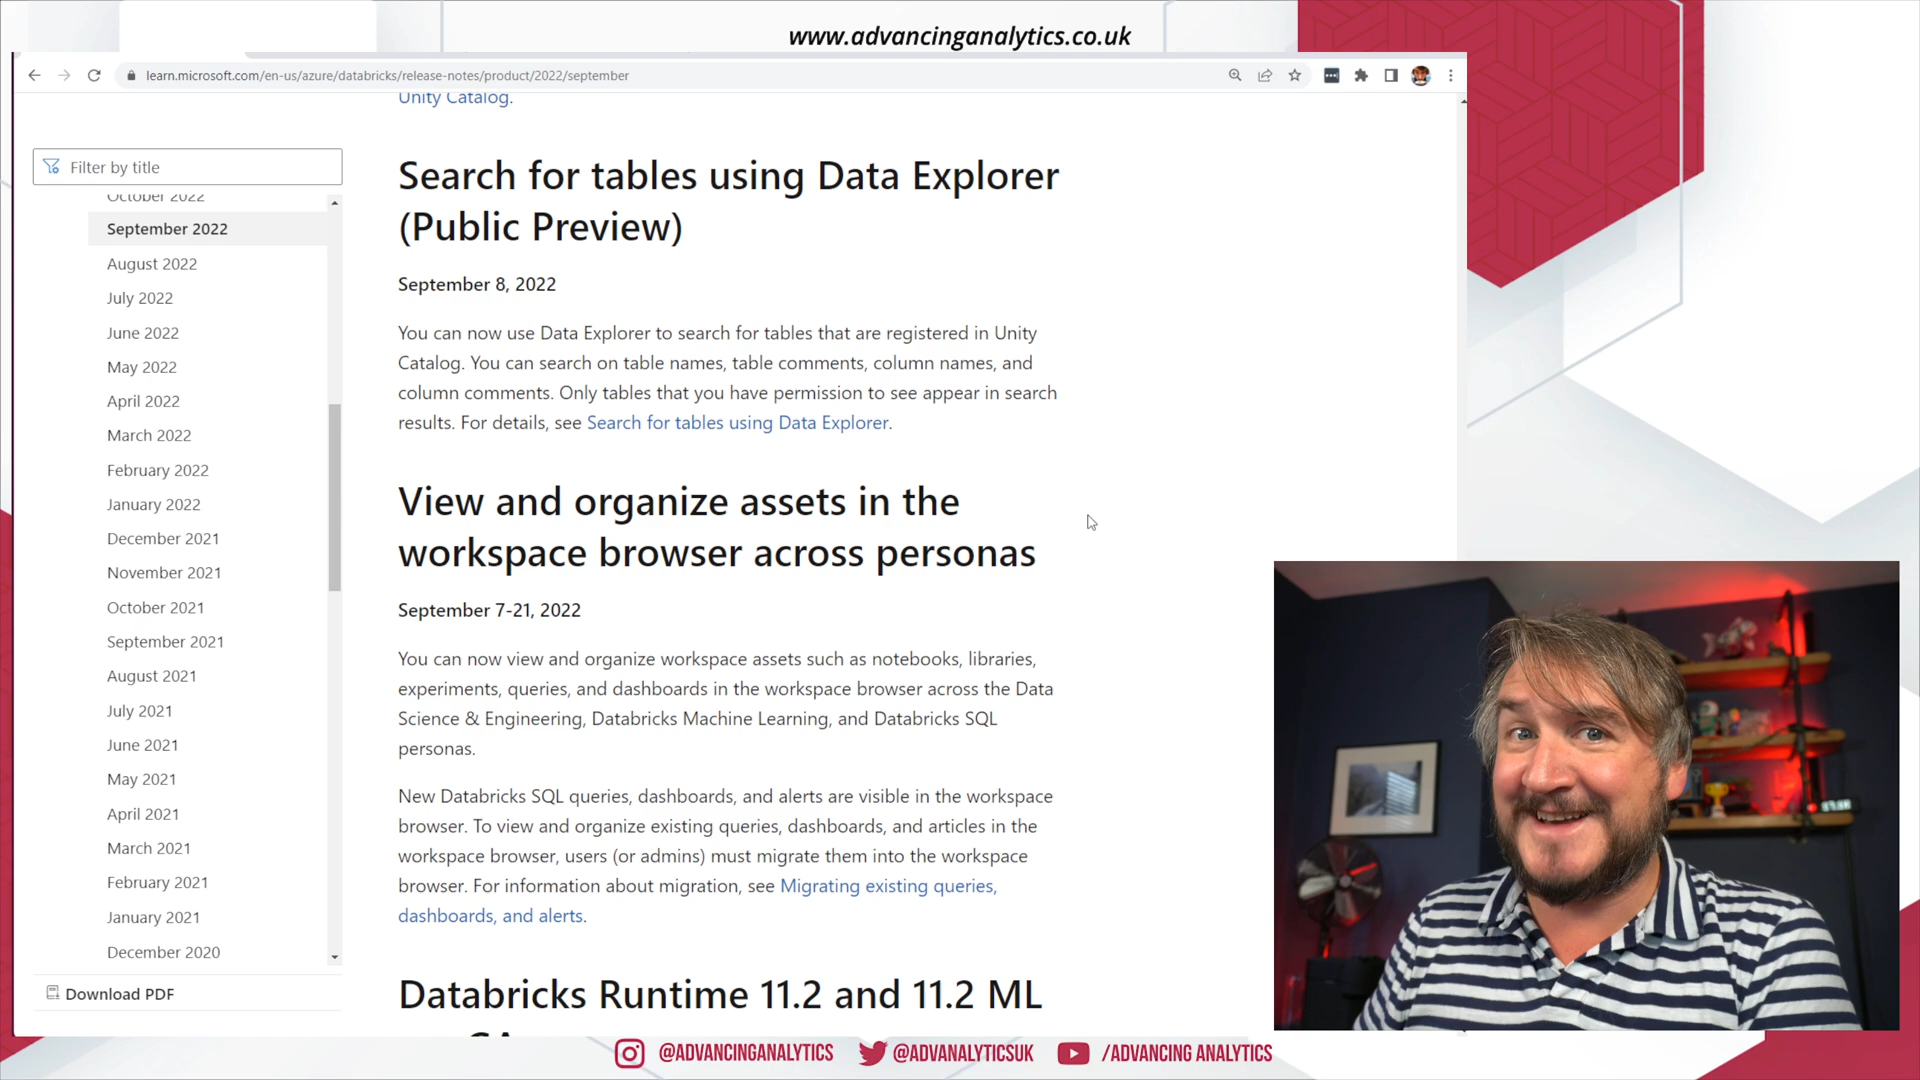 www.advancinganalytics.co.uk
learn.microsoft.com/en-us/azure/databricks/release-notes/product/2022/september
Unity Catalog.
Filter by title
October 2022
September 2022
August 2022
July 2022
June 2022
May 2022
April 2022
March 2022
February 2022
January 2022
December 2021
November 2021
October 2021
September 2021
August 2021
July 2021
June 2021
May 2021
April 2021
March 2021
February 2021
January 2021
December 2020
Download PDF
Search for tables using Data Explorer
(Public Preview)
September 8, 2022
You can now use Data Explorer to search for tables that are registered in Unity
Catalog. You can search on table names, table comments, column names, and
column comments. Only tables that you have permission to see appear in search
results. For details, see Search for tables using Data Explorer.
View and organize assets in the
workspace browser across personas
September 7-21, 2022
You can now view and organize workspace assets such as notebooks, libraries,
experiments, queries, and dashboards in the workspace browser across the Data
Science & Engineering, Databricks Machine Learning, and Databricks SQL
personas.
New Databricks SQL queries, dashboards, and alerts are visible in the workspace
browser. To view and organize existing queries, dashboards, and articles in the
workspace browser, users (or admins) must migrate them into the workspace
browser. For information about migration, see Migrating existing queries,
dashboards, and alerts.
Databricks Runtime 11.2 and 11.2 ML
@ADVANCINGANALYTICS @ADVANALYTICSUK /ADVANCING ANALYTICS